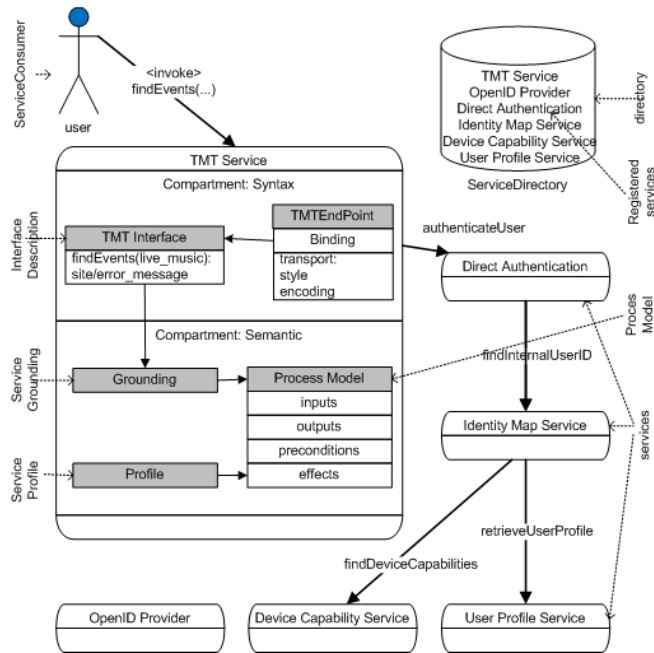 ServiceConsumer
<invoke>
findEvents(...)
user
TMT Service
OpenID Provider
Direct Authentication
Identity Map Service
Device Capability Service
User Profile Service
ServiceDirectory
directory
Registered
services
TMT Service
Compartment: Syntax
Interface
Description
TMT Interface
findEvents(live_music):
site/error_message
TMTEndPoint
Binding
transport:
style
encoding
authenticateUser
Direct Authentication
Proces
Model
Compartment: Semantic
findInternalUserID
Service
Grounding
Grounding
Process Model
inputs
outputs
preconditions
effects
Identity Map Service
services
Service
Profile
Profile
retrieveUserProfile
findDeviceCapabilities
OpenID Provider
Device Capability Service
User Profile Service